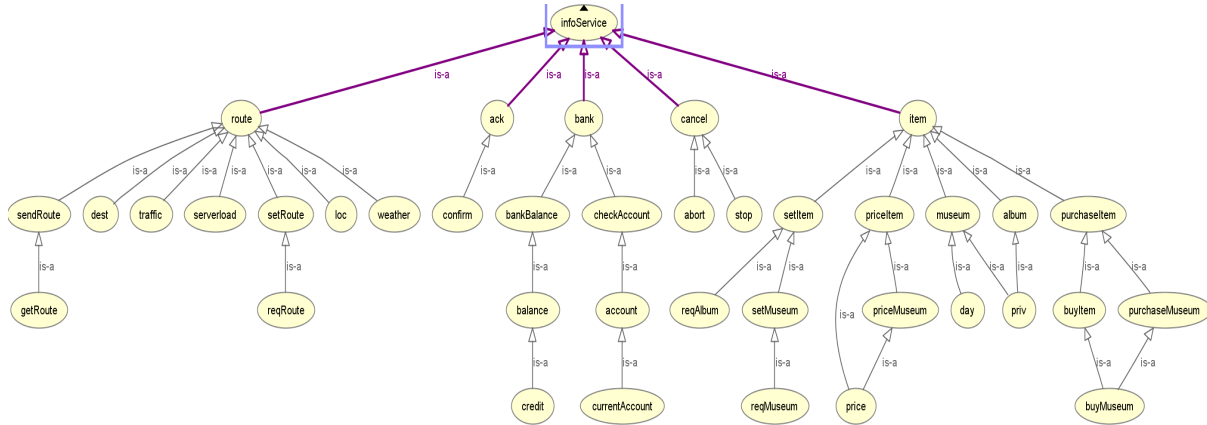 infoService
is-a is-a is-a is-a is-a
route ack bank cancel item
is-a is-a is-a is-a is-a is-a is-a is-a is-a is-a is-a is-a is-a is-a is-a is-a is-a
sendRoute dest traffic serverload setRoute loc weather confirm bankBalance checkAccount abort stop setItem priceItem museum album purchaseItem
is-a is-a is-a is-a is-a is-a is-a is-a is-a is-a is-a is-a
getRoute reqRoute balance account reqAlbum setMuseum is-a priceMuseum day priv buyItem purchaseMuseum
is-a is-a is-a is-a is-a is-a
credit currentAccount reqMuseum price buyMuseum